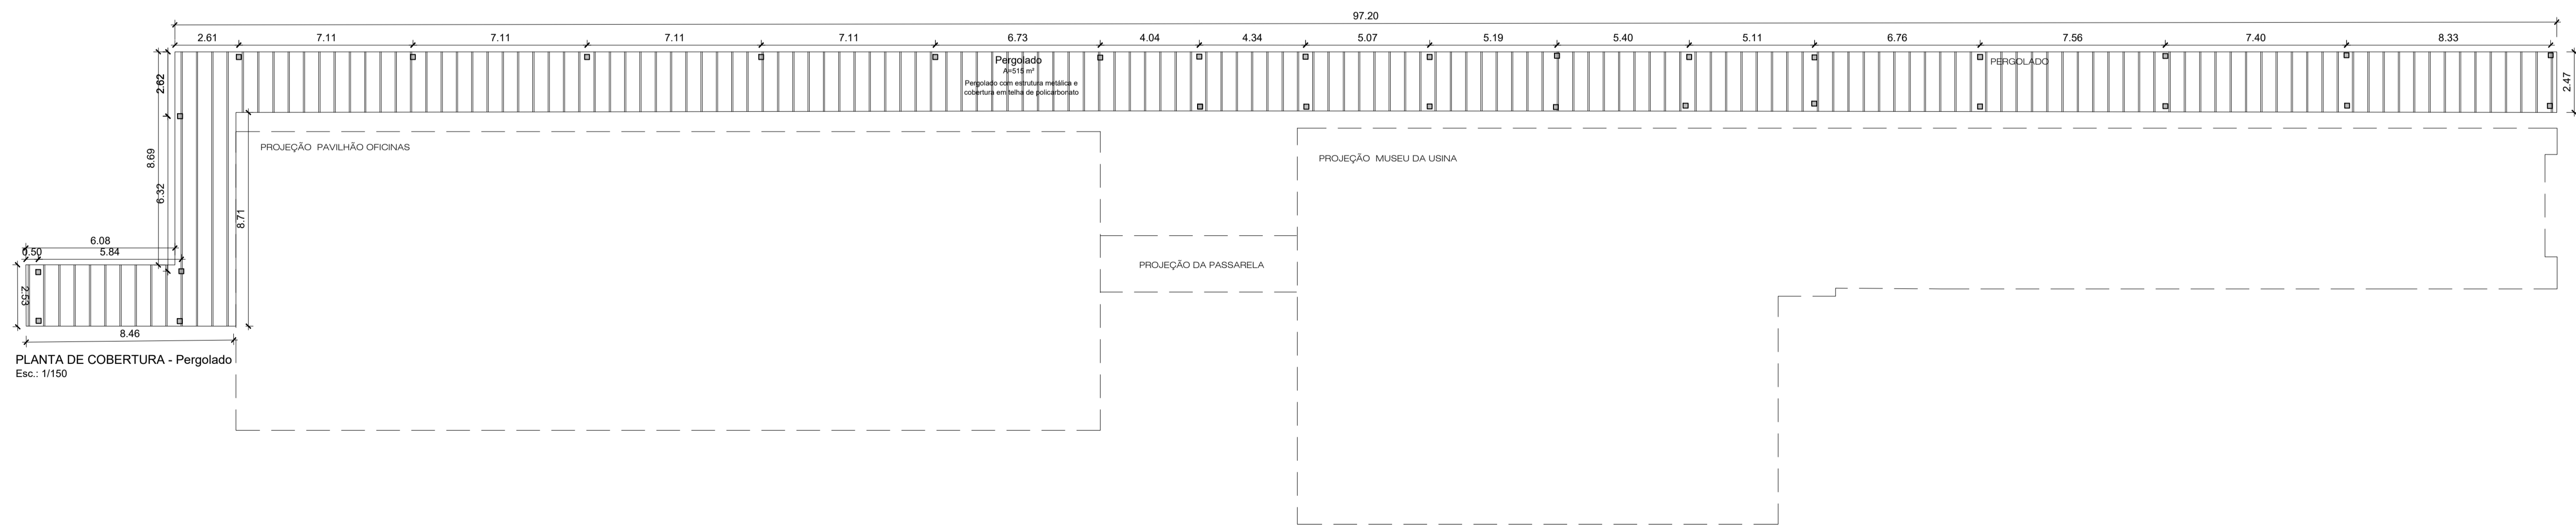 97.20
2.61 7.11 7.11 7.11 7.11 6.73 4.04 4.34 5.07 5.19 5.40 5.11 6.76 7.56 7.40 8.33
Pergolado
A=515 m²
Pergolado com estrutura metálica e
cobertura em telha de policarbonato
PERGOLADO
2.47
2.62
8.69
6.32
8.71
PROJEÇÃO PAVILHÃO OFICINAS
PROJEÇÃO MUSEU DA USINA
PROJEÇÃO DA PASSARELA
6.08
0.50 5.84
2.53
8.46
PLANTA DE COBERTURA - Pergolado
Esc.: 1/150